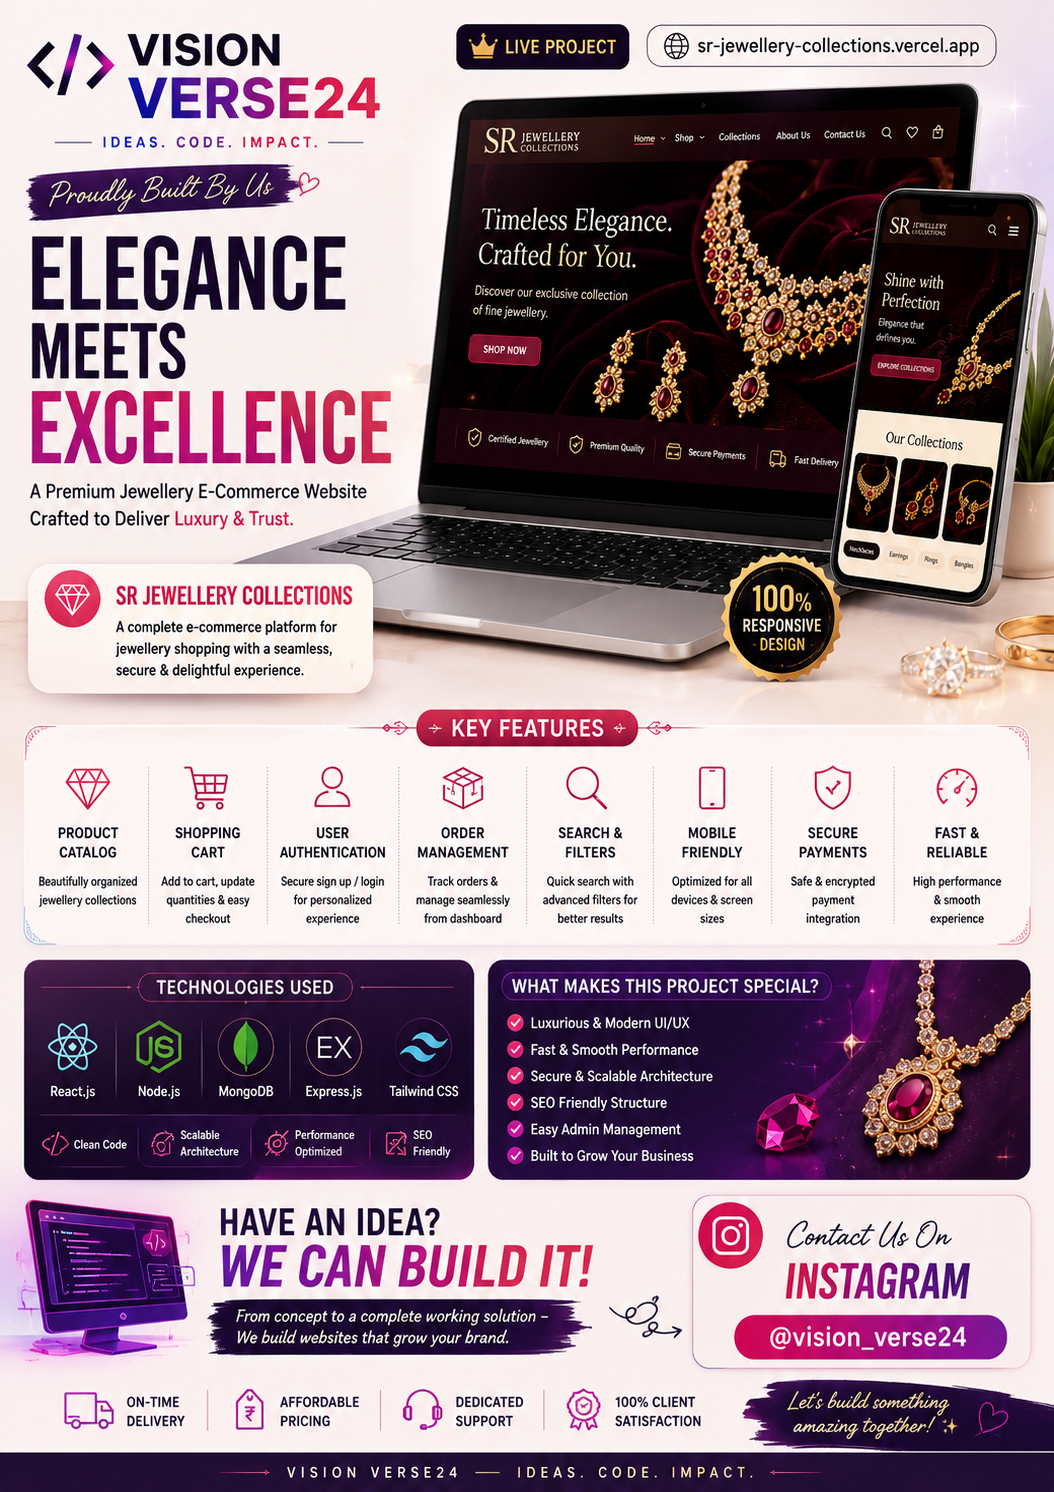 </> VISION
VERSE24
IDEAS. CODE. IMPACT.
LIVE PROJECT
sr-jewellery-collections.vercel.app
Proudly Built By Us
ELEGANCE
MEETS
EXCELLENCE
A Premium Jewellery E-Commerce Website
Crafted to Deliver Luxury & Trust.
SR JEWELLERY
COLLECTIONS
Home Shop Collections About Us Contact Us
Timeless Elegance.
Crafted for You.
Discover our exclusive collection
of fine jewellery.
SHOP NOW
Certified Jewellery Premium Quality Secure Payments Fast Delivery
SR JEWELLERY
COLLECTIONS
Shine with
Perfection
Elegance that
defines you.
EXPLORE COLLECTIONS
Our Collections
Necklaces Earrings Rings Bangles
100%
RESPONSIVE
DESIGN
SR JEWELLERY COLLECTIONS
A complete e-commerce platform for
jewellery shopping with a seamless,
secure & delightful experience.
KEY FEATURES
PRODUCT
CATALOG
Beautifully organized
jewellery collections
SHOPPING
CART
Add to cart, update
quantities & easy
checkout
USER
AUTHENTICATION
Secure sign up / login
for personalized
experience
ORDER
MANAGEMENT
Track orders &
manage seamlessly
from dashboard
SEARCH &
FILTERS
Quick search with
advanced filters for
better results
MOBILE
FRIENDLY
Optimized for all
devices & screen
sizes
SECURE
PAYMENTS
Safe & encrypted
payment
integration
FAST &
RELIABLE
High performance
& smooth
experience
TECHNOLOGIES USED
JS
EX
React.js Node.js MongoDB Express.js Tailwind CSS
Clean Code
Scalable
Architecture
Performance
Optimized
SEO
Friendly
WHAT MAKES THIS PROJECT SPECIAL?
Luxurious & Modern UI/UX
Fast & Smooth Performance
Secure & Scalable Architecture
SEO Friendly Structure
Easy Admin Management
Built to Grow Your Business
</>
HAVE AN IDEA?
WE CAN BUILD IT!
From concept to a complete working solution –
We build websites that grow your brand.
Contact Us On
INSTAGRAM
@vision_verse24
ON-TIME
DELIVERY
₹
AFFORDABLE
PRICING
DEDICATED
SUPPORT
100% CLIENT
SATISFACTION
Let's build something
amazing together!
VISION VERSE24 — IDEAS. CODE. IMPACT.